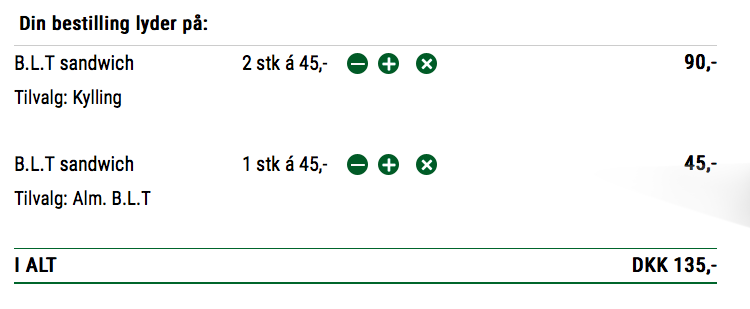 Din bestilling lyder på:
B.L.T sandwich 2 stk á 45,- 90,-
Tilvalg: Kylling
B.L.T sandwich 1 stk á 45,- 45,-
Tilvalg: Alm. B.L.T
I ALT DKK 135,-